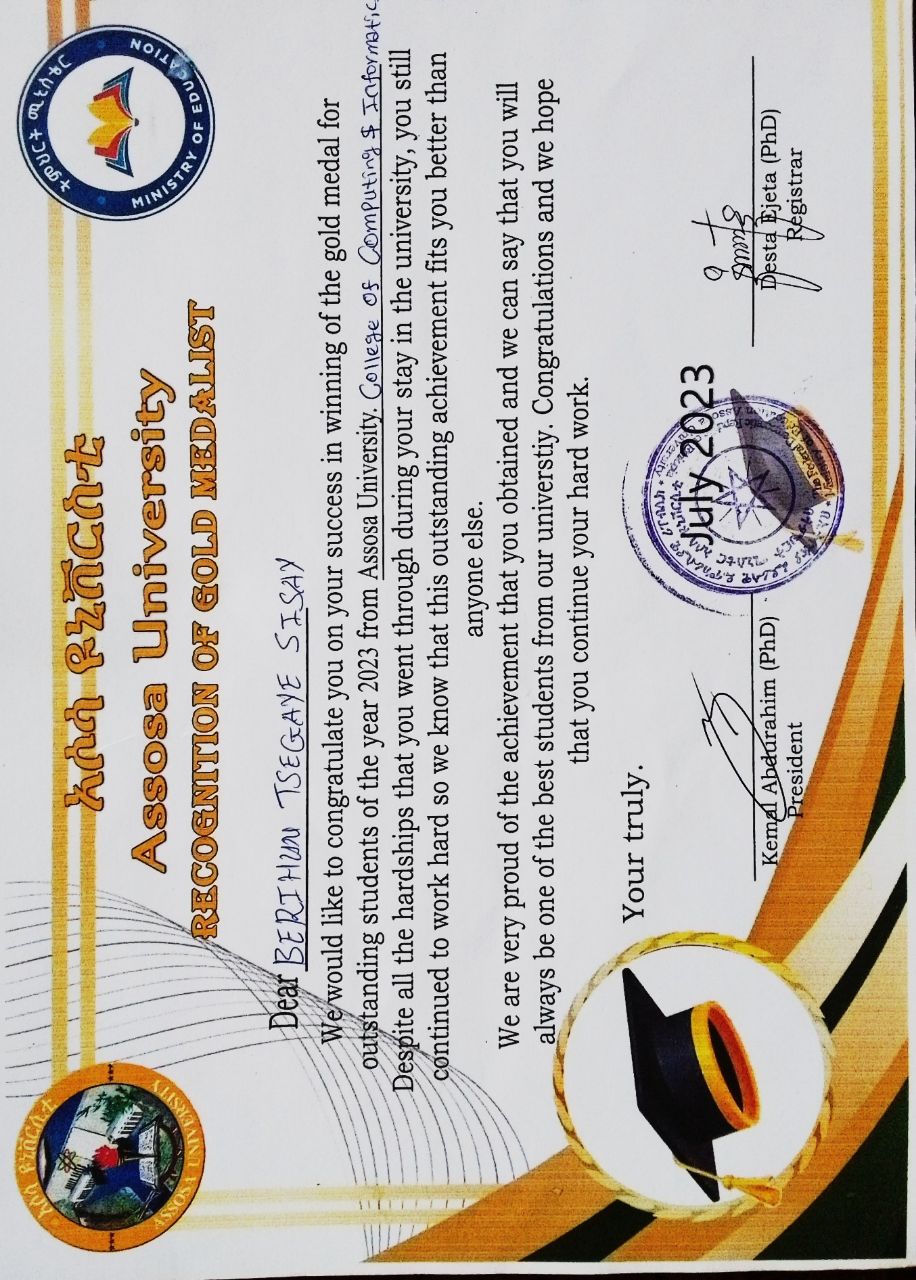 አሶሳ ዩኒቨርሲቲ
Assosa University
RECOGNITION OF GOLD MEDALIST
ትምህርት ሚኒስቴር
MINISTRY OF EDUCATION
አሶሳ ዩኒቨርሲቲ
ASSOSA UNIVERSITY
Dear BERIHUN TSEGAYE SISAY
We would like to congratulate you on your success in winning of the gold medal for
outstanding students of the year 2023 from Assosa University. College of Computing & Informatic
Despite all the hardships that you went through during your stay in the university, you still
continued to work hard so we know that this outstanding achievement fits you better than
anyone else.
We are very proud of the achievement that you obtained and we can say that you will
always be one of the best students from our universtiy. Congratulations and we hope
that you continue your hard work.
Your truly.
July 2023
Kemal Abdurahim (PhD)
President
Desta Ejeta (PhD)
Registrar